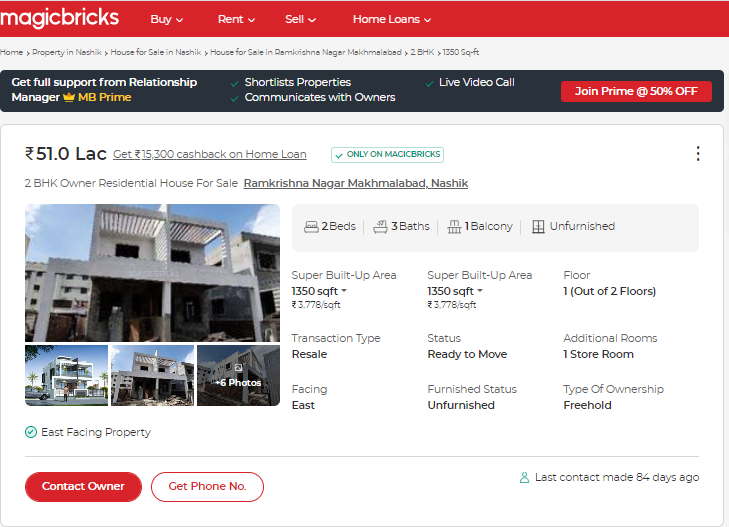 magicbricks Buy Rent Sell Home Loans
Home > Property in Nashik > House for Sale in Nashik > House for Sale in Ramkrishna Nagar Makhmalabad > 2 BHK > 1350 Sq-ft
Get full support from Relationship
Manager MB Prime
Shortlists Properties
Communicates with Owners
Live Video Call
Join Prime @ 50% OFF
₹51.0 Lac Get ₹15,300 cashback on Home Loan ONLY ON MAGICBRICKS
2 BHK Owner Residential House For Sale Ramkrishna Nagar Makhmalabad, Nashik
2 Beds 3 Baths 1 Balcony Unfurnished
Super Built-Up Area
1350 sqft
₹3,778/sqft
Super Built-Up Area
1350 sqft
₹3,778/sqft
Floor
1 (Out of 2 Floors)
Transaction Type
Resale
Status
Ready to Move
Additional Rooms
1 Store Room
Facing
East
Furnished Status
Unfurnished
Type Of Ownership
Freehold
+6 Photos
East Facing Property
Contact Owner
Get Phone No.
Last contact made 84 days ago